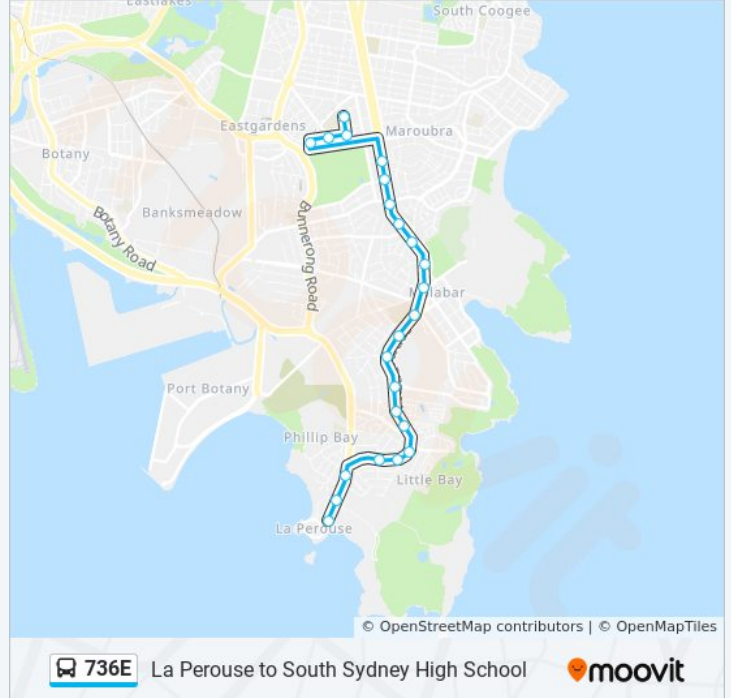 Eastlakes
South Coogee
Eastgardens
Maroubra
Botany
Banksmeadow
Botany Road
Bunnerong Road
Malabar
Port Botany
Phillip Bay
Little Bay
La Perouse
© OpenStreetMap contributors | © OpenMapTiles
736E La Perouse to South Sydney High School moovit